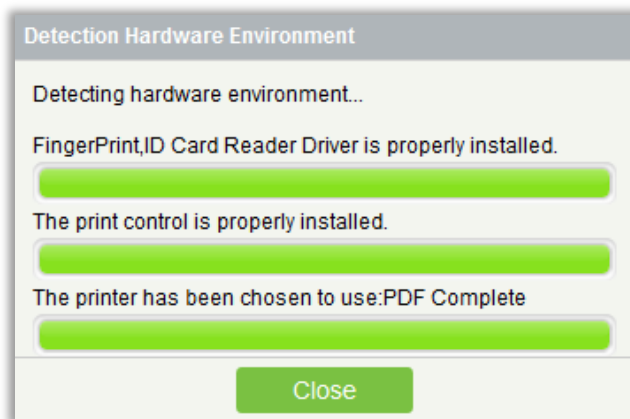 Detection Hardware Environment
Detecting hardware environment...
FingerPrint,ID Card Reader Driver is properly installed.
The print control is properly installed.
The printer has been chosen to use:PDF Complete
Close